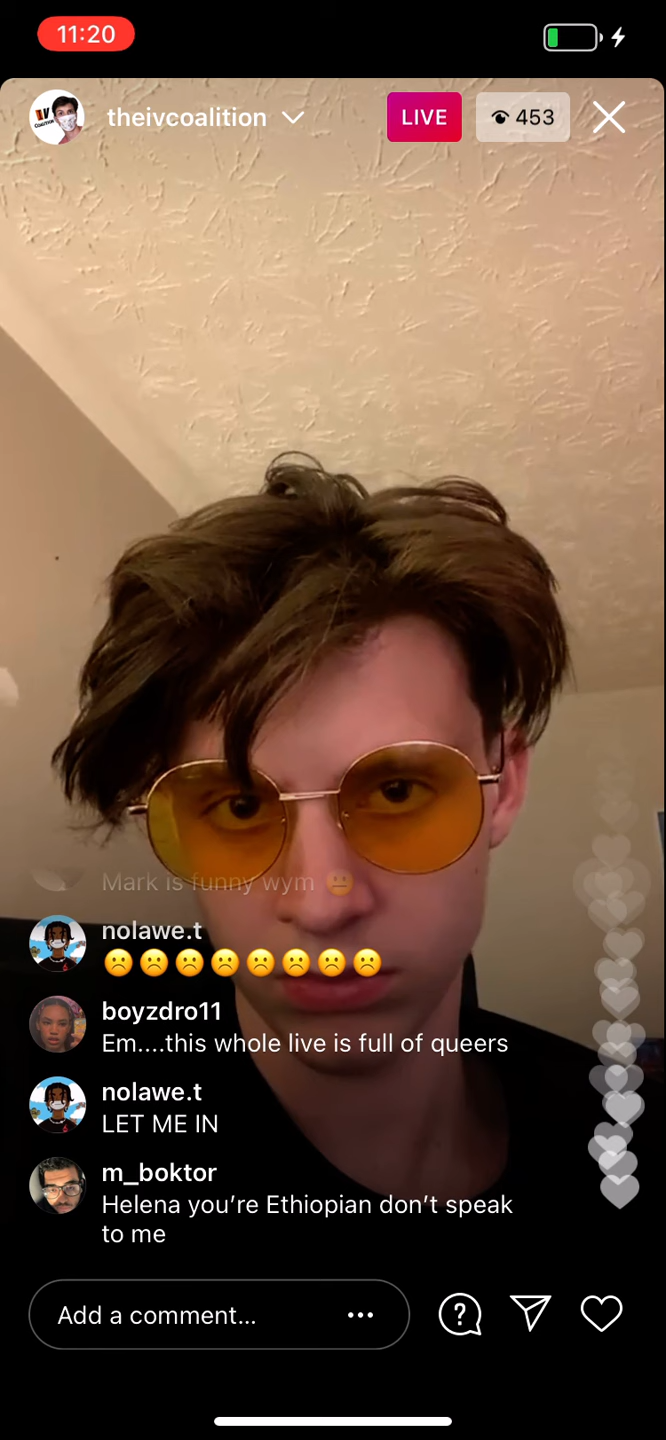 11:20
theivcoalition
LIVE
453
Mark is funny wym 😐
nolawe.t
☹️☹️☹️☹️☹️☹️☹️☹️
boyzdro11
Em....this whole live is full of queers
nolawe.t
LET ME IN
m_boktor
Helena you're Ethiopian don't speak
to me
Add a comment...